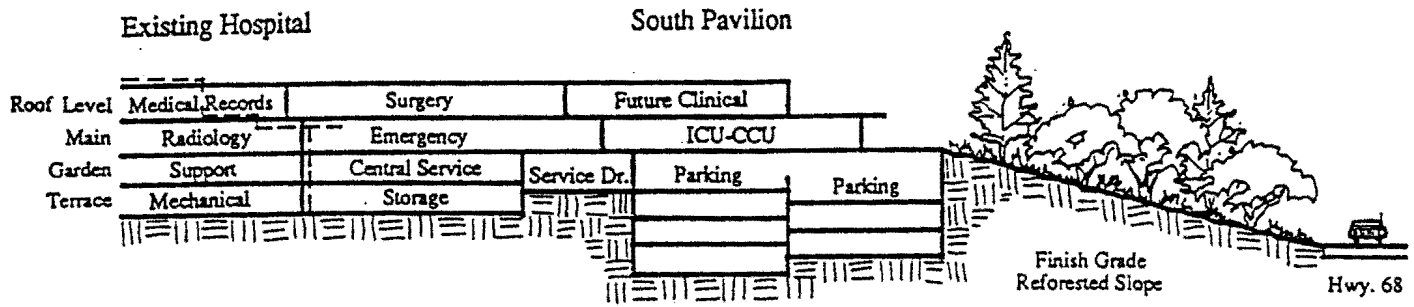 Existing Hospital South Pavilion
Roof Level Medical Records Surgery Future Clinical
Main Radiology Emergency ICU-CCU
Garden Support Central Service Service Dr. Parking Parking
Terrace Mechanical Storage
Finish Grade
Reforested Slope Hwy. 68